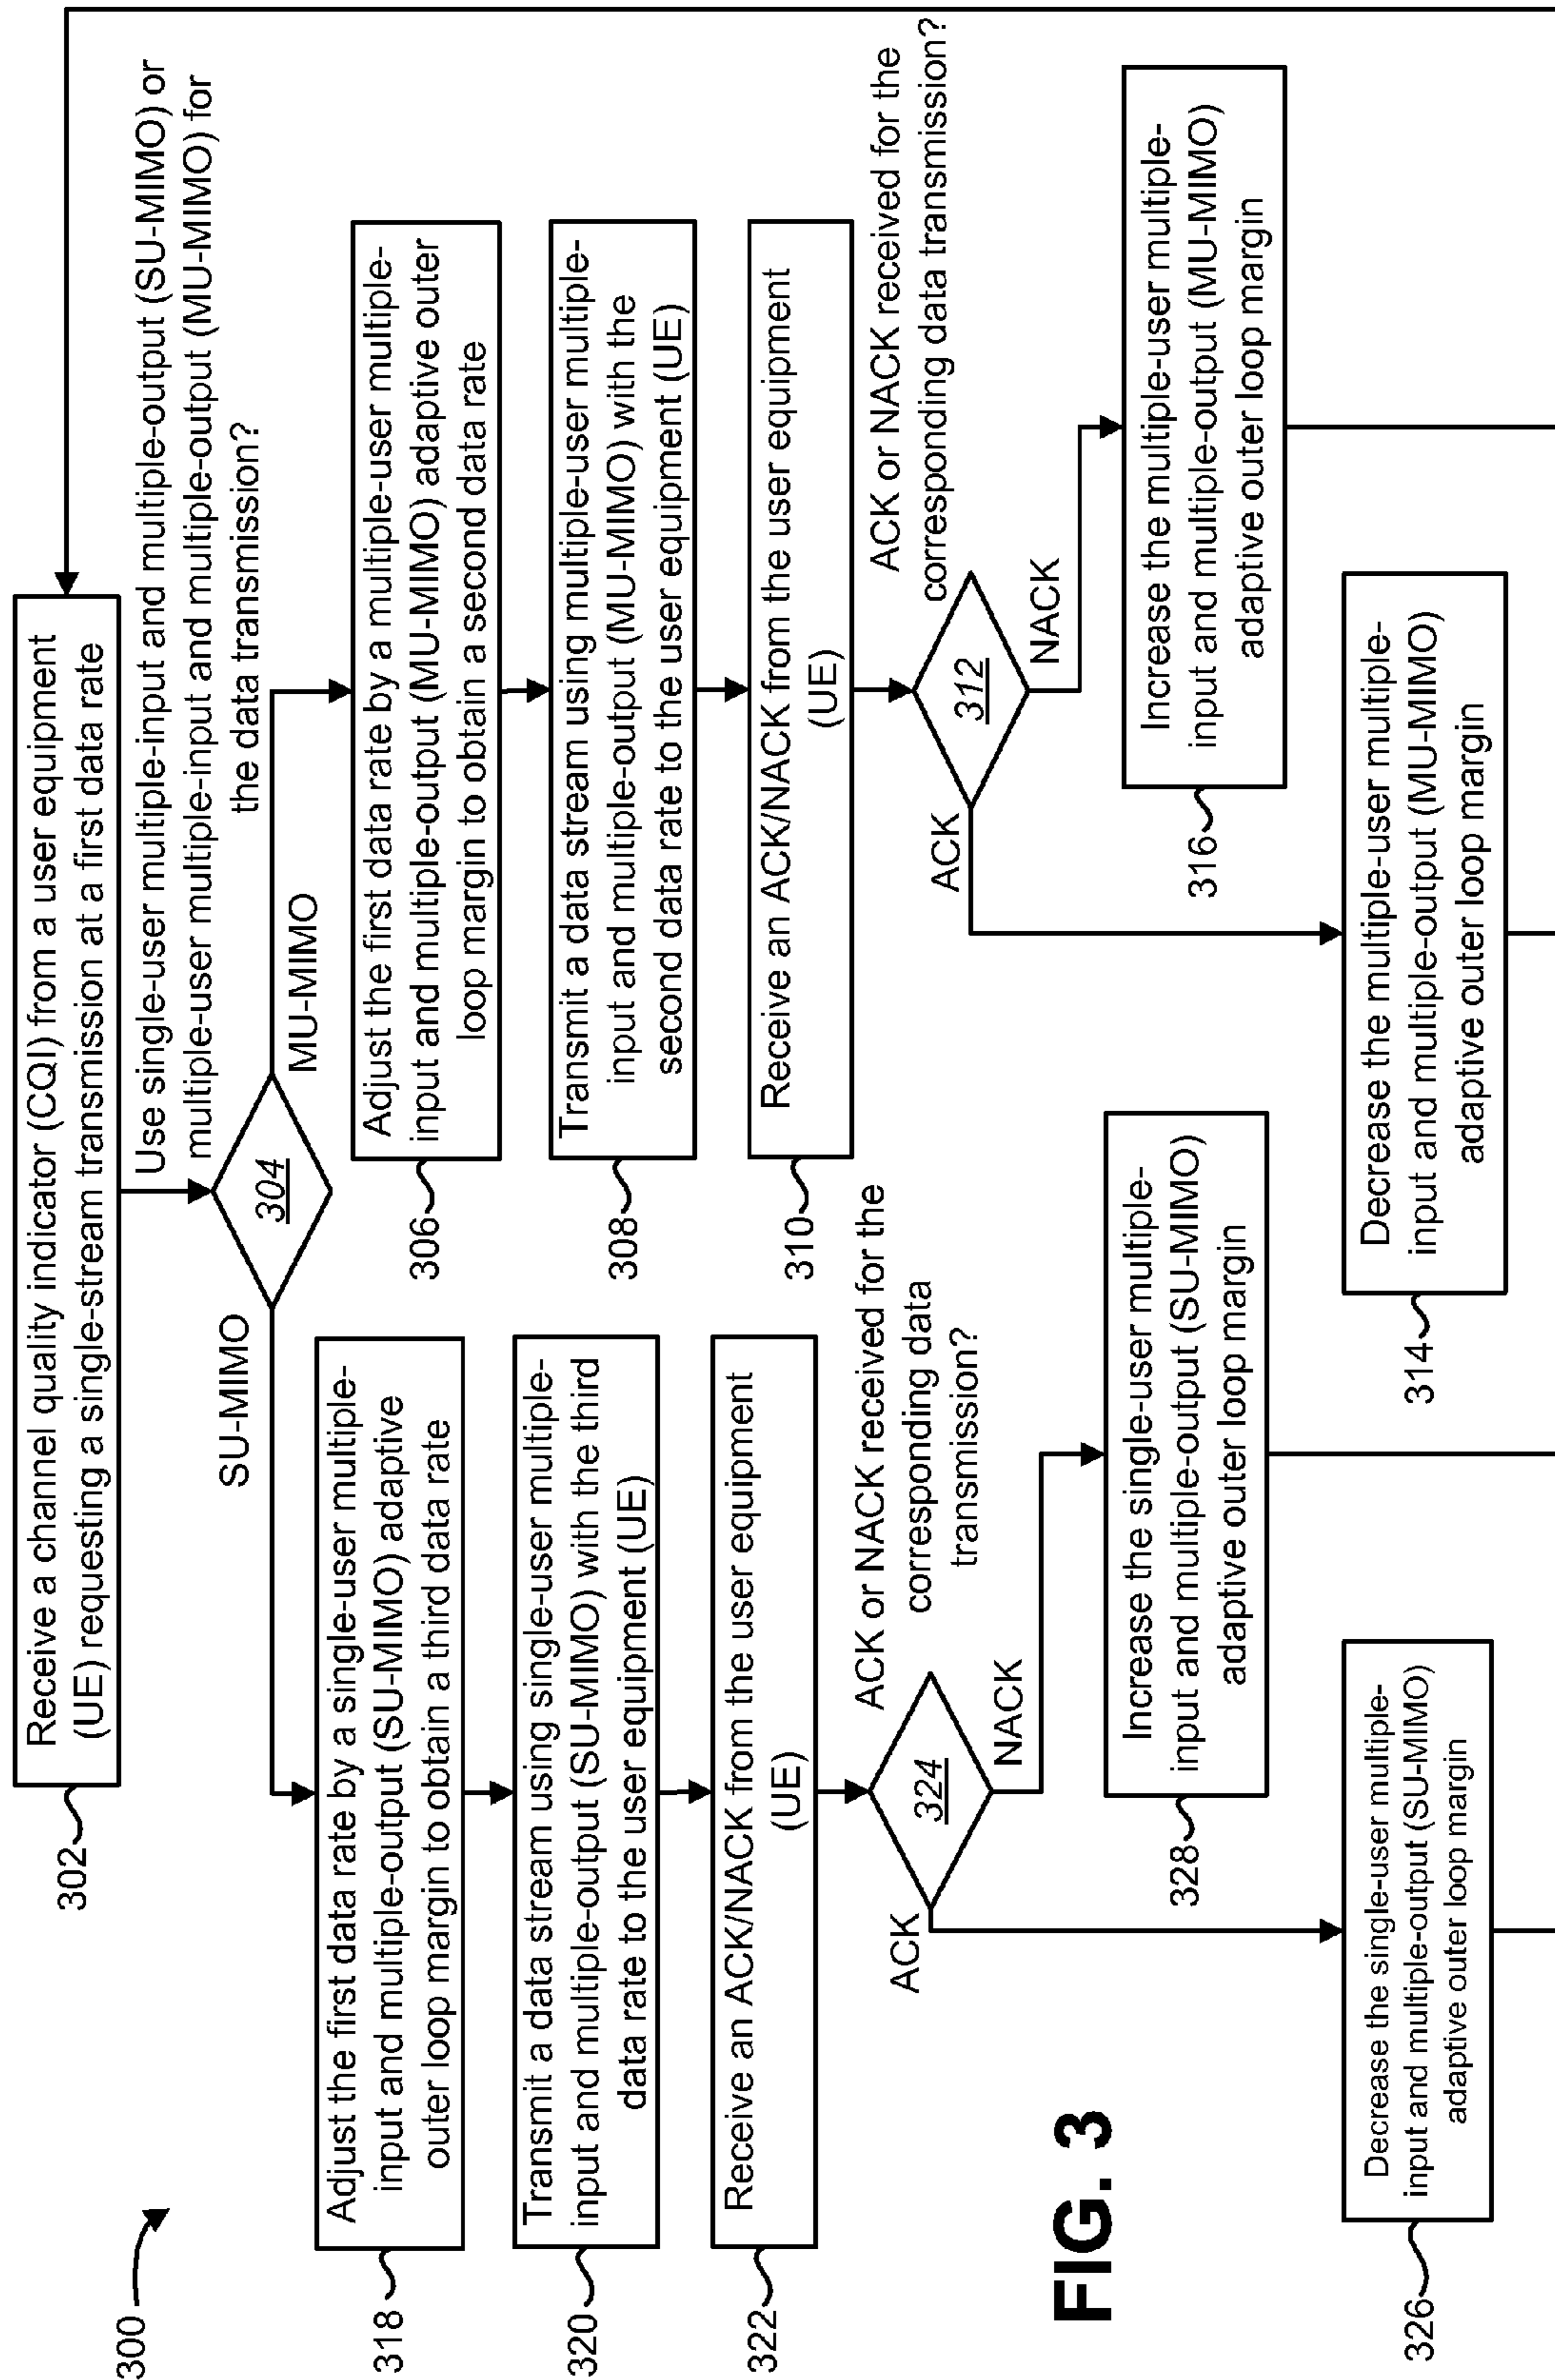 300
302
Receive a channel quality indicator (CQI) from a user equipment
(UE) requesting a single-stream transmission at a first data rate
Use single-user multiple-input and multiple-output (SU-MIMO) or
multiple-user multiple-input and multiple-output (MU-MIMO) for
the data transmission?
304
SU-MIMO
MU-MIMO
318
Adjust the first data rate by a single-user multiple-
input and multiple-output (SU-MIMO) adaptive
outer loop margin to obtain a third data rate
320
Transmit a data stream using single-user multiple-
input and multiple-output (SU-MIMO) with the third
data rate to the user equipment (UE)
322
Receive an ACK/NACK from the user equipment
(UE)
ACK or NACK received for the
corresponding data
transmission?
324
ACK
NACK
328
Increase the single-user multiple-
input and multiple-output (SU-MIMO)
adaptive outer loop margin
326
Decrease the single-user multiple-
input and multiple-output (SU-MIMO)
adaptive outer loop margin
306
Adjust the first data rate by a multiple-user multiple-
input and multiple-output (MU-MIMO) adaptive outer
loop margin to obtain a second data rate
308
Transmit a data stream using multiple-user multiple-
input and multiple-output (MU-MIMO) with the
second data rate to the user equipment (UE)
310
Receive an ACK/NACK from the user equipment
(UE)
ACK or NACK received for the
corresponding data transmission?
312
ACK
NACK
316
Increase the multiple-user multiple-
input and multiple-output (MU-MIMO)
adaptive outer loop margin
314
Decrease the multiple-user multiple-
input and multiple-output (MU-MIMO)
adaptive outer loop margin
FIG. 3